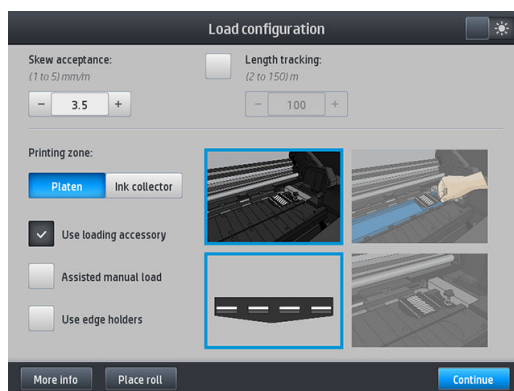 Load configuration
Skew acceptance:
(1 to 5) mm/m
- 3.5 +
Length tracking:
(2 to 150) m
- 100 +
Printing zone:
Platen Ink collector
Use loading accessory
Assisted manual load
Use edge holders
More info Place roll Continue